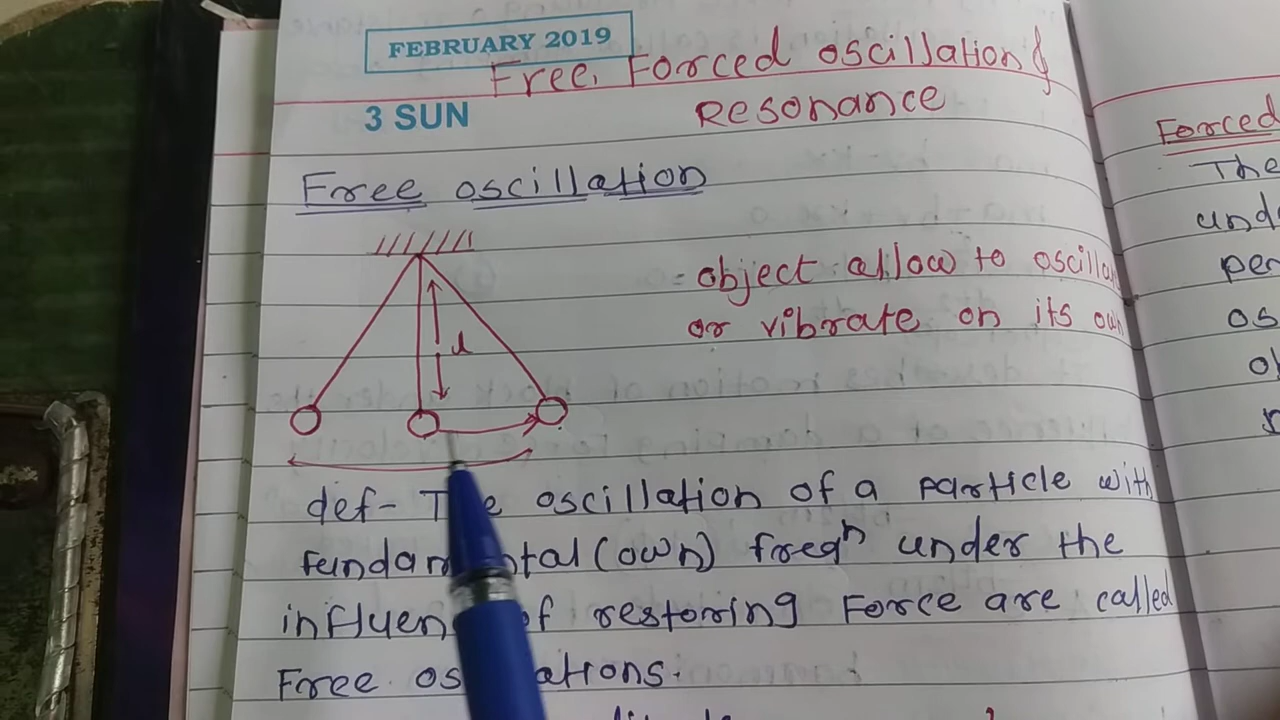 FEBRUARY 2019
Free, Forced oscillation &
Resonance
3 SUN
Free oscillation
object allow to oscilla
or vibrate on its own
l
def- The oscillation of a particle with
fundamental (own) freqⁿ under the
influen of restoring Force are called
Free os ations.
Forced
The
und
per
os